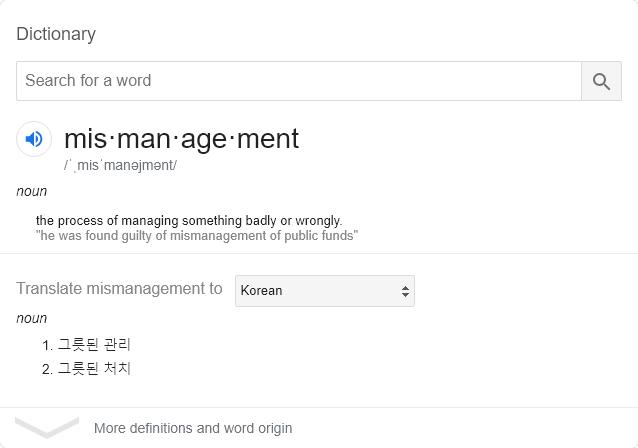 Dictionary
Search for a word
mis·man·age·ment
/ˈˌmisˈmanəjmənt/
noun
the process of managing something badly or wrongly.
"he was found guilty of mismanagement of public funds"
Translate mismanagement to Korean
noun
1. 그릇된 관리
2. 그릇된 처치
More definitions and word origin